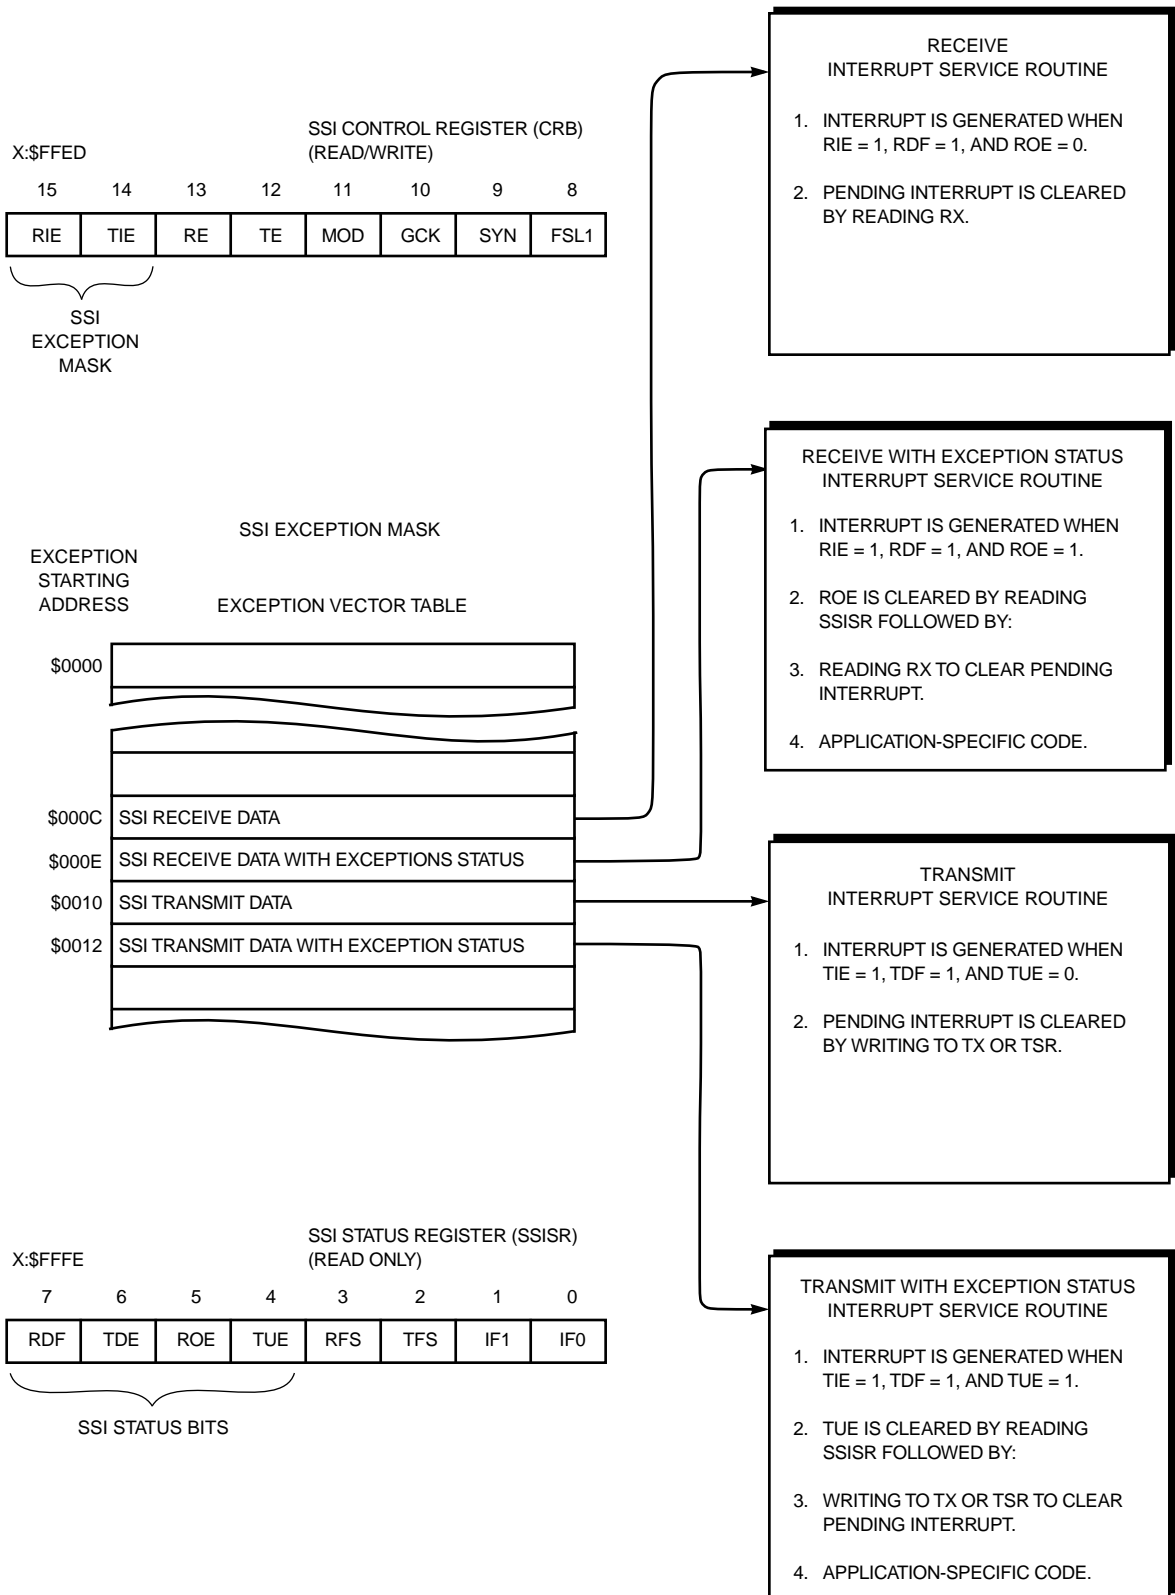 SSI CONTROL REGISTER (CRB)
X:$FFED (READ/WRITE)
15 14 13 12 11 10 9 8
RIE TIE RE TE MOD GCK SYN FSL1
SSI
EXCEPTION
MASK
SSI EXCEPTION MASK
EXCEPTION
STARTING
ADDRESS
EXCEPTION VECTOR TABLE
$0000
$000C SSI RECEIVE DATA
$000E SSI RECEIVE DATA WITH EXCEPTIONS STATUS
$0010 SSI TRANSMIT DATA
$0012 SSI TRANSMIT DATA WITH EXCEPTION STATUS
SSI STATUS REGISTER (SSISR)
X:$FFFE (READ ONLY)
7 6 5 4 3 2 1 0
RDF TDE ROE TUE RFS TFS IF1 IF0
SSI STATUS BITS
RECEIVE
INTERRUPT SERVICE ROUTINE
1. INTERRUPT IS GENERATED WHEN
RIE = 1, RDF = 1, AND ROE = 0.
2. PENDING INTERRUPT IS CLEARED
BY READING RX.
RECEIVE WITH EXCEPTION STATUS
INTERRUPT SERVICE ROUTINE
1. INTERRUPT IS GENERATED WHEN
RIE = 1, RDF = 1, AND ROE = 1.
2. ROE IS CLEARED BY READING
SSISR FOLLOWED BY:
3. READING RX TO CLEAR PENDING
INTERRUPT.
4. APPLICATION-SPECIFIC CODE.
TRANSMIT
INTERRUPT SERVICE ROUTINE
1. INTERRUPT IS GENERATED WHEN
TIE = 1, TDF = 1, AND TUE = 0.
2. PENDING INTERRUPT IS CLEARED
BY WRITING TO TX OR TSR.
TRANSMIT WITH EXCEPTION STATUS
INTERRUPT SERVICE ROUTINE
1. INTERRUPT IS GENERATED WHEN
TIE = 1, TDF = 1, AND TUE = 1.
2. TUE IS CLEARED BY READING
SSISR FOLLOWED BY:
3. WRITING TO TX OR TSR TO CLEAR
PENDING INTERRUPT.
4. APPLICATION-SPECIFIC CODE.